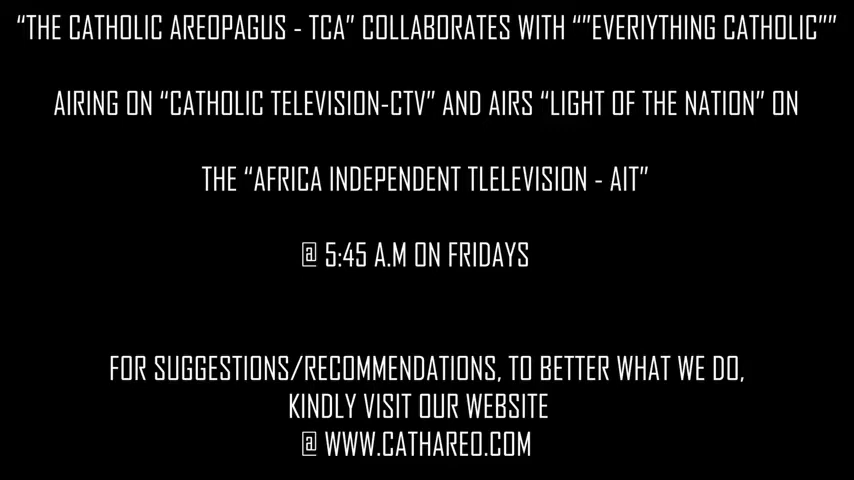 “THE CATHOLIC AREOPAGUS - TCA” COLLABORATES WITH “”EVERIYTHING CATHOLIC””
AIRING ON “CATHOLIC TELEVISION-CTV” AND AIRS “LIGHT OF THE NATION” ON
THE “AFRICA INDEPENDENT TLELEVISION - AIT”
@ 5:45 A.M ON FRIDAYS
FOR SUGGESTIONS/RECOMMENDATIONS, TO BETTER WHAT WE DO,
KINDLY VISIT OUR WEBSITE
@ WWW.CATHAREO.COM